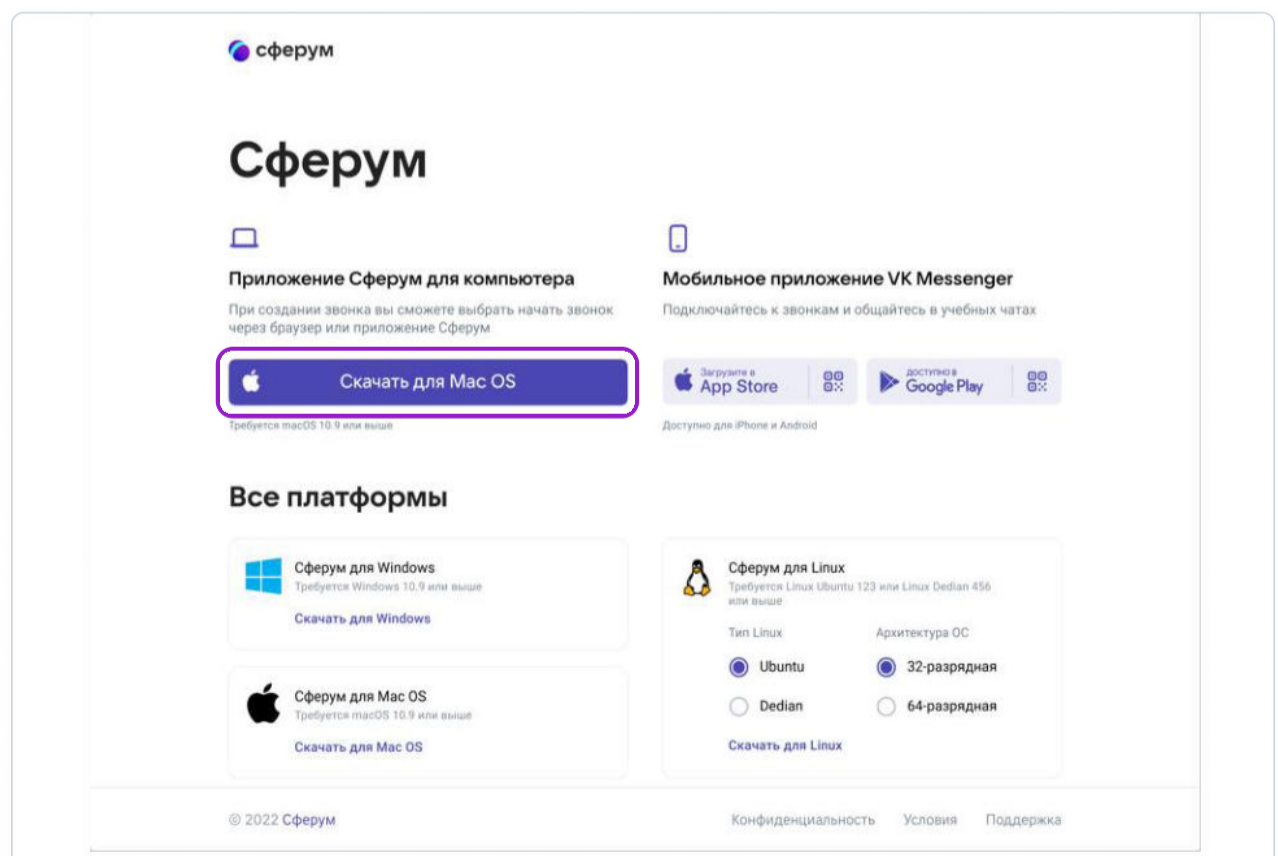 сферум
Сферум
Приложение Сферум для компьютера
При создании звонка вы сможете выбрать начать звонок
через браузер или приложение Сферум
Скачать для Mac OS
Требуется macOS 10.9 или выше
Мобильное приложение VK Messenger
Подключайтесь к звонкам и общайтесь в учебных чатах
Загрузите в
App Store
ДОСТУПНО В
Google Play
Доступно для iPhone и Android
Все платформы
Сферум для Windows
Требуется Windows 10.9 или выше
Скачать для Windows
Сферум для Mac OS
Требуется macOS 10.9 или выше
Скачать для Mac OS
Сферум для Linux
Требуется Linux Ubuntu 123 или Linux Dedian 456
или выше
Тип Linux
Архитектура ОС
Ubuntu
32-разрядная
Dedian
64-разрядная
Скачать для Linux
© 2022 Сферум
Конфиденциальность Условия Поддержка